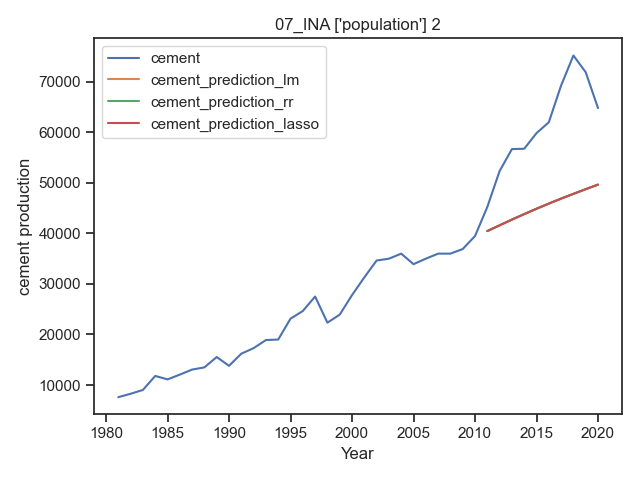 07_INA ['population'] 2
cement
cement_prediction_lm
cement_prediction_rr
cement_prediction_lasso
cement production
70000
60000
50000
40000
30000
20000
10000
1980 1985 1990 1995 2000 2005 2010 2015 2020
Year